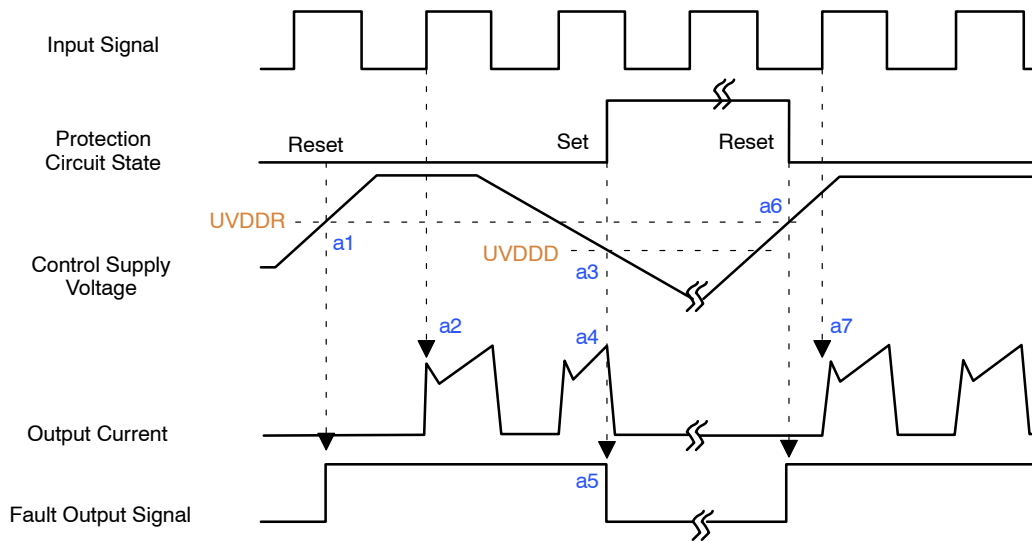 Input Signal
Protection
Circuit State
Reset
Set
Reset
UVDDR
a1
a6
UVDDD
a3
Control Supply
Voltage
a2
a4
a7
Output Current
a5
Fault Output Signal